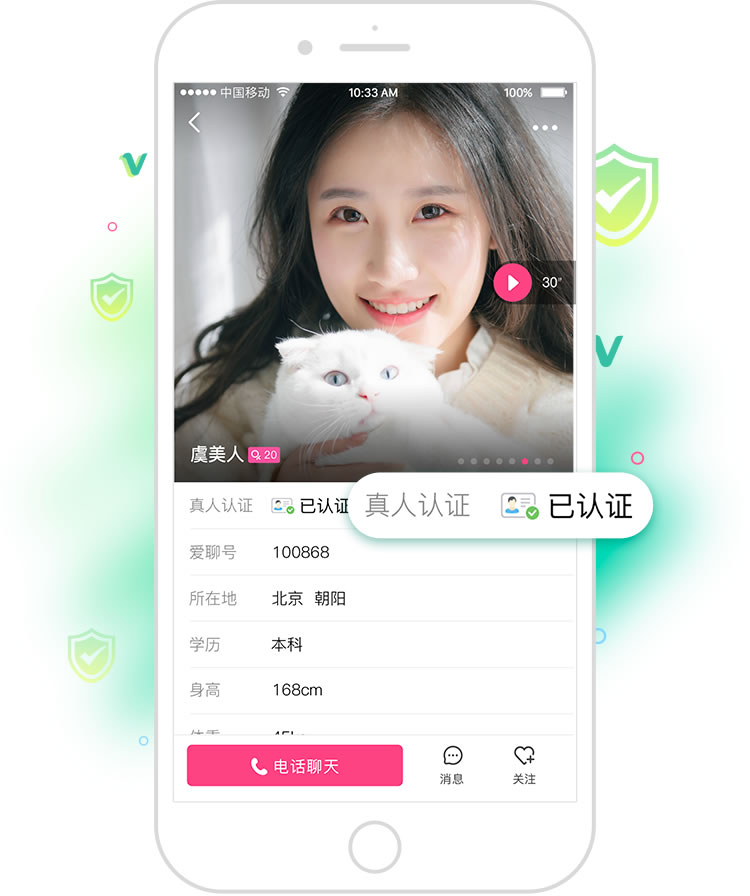 中国移动
10:33 AM
100%
30"
虞美人 20
真人认证 已认证
真人认证 已认证
爱聊号 100868
所在地 北京 朝阳
学历 本科
身高 168cm
电话聊天
消息
关注